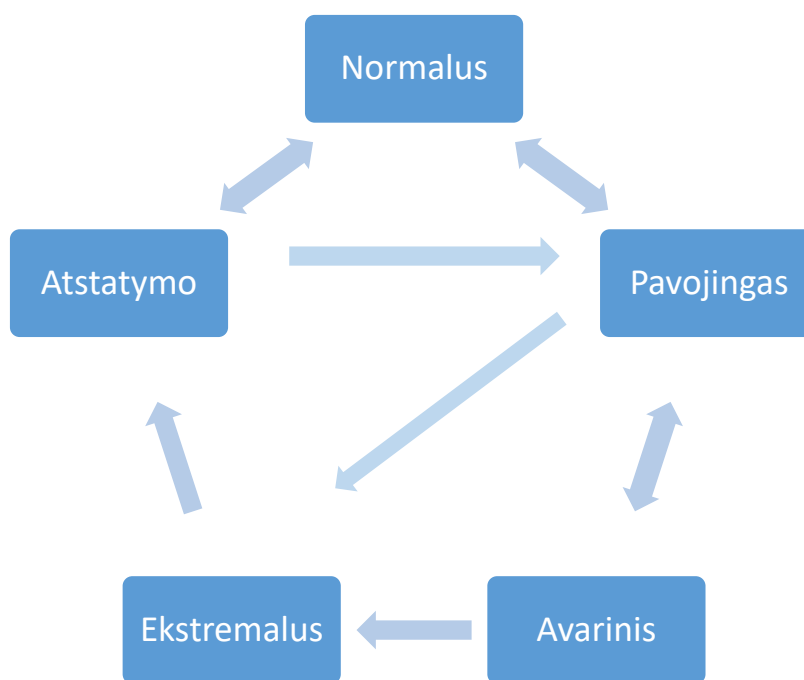 Normalus
Atstatymo
Pavojingas
Ekstremalus
Avarinis